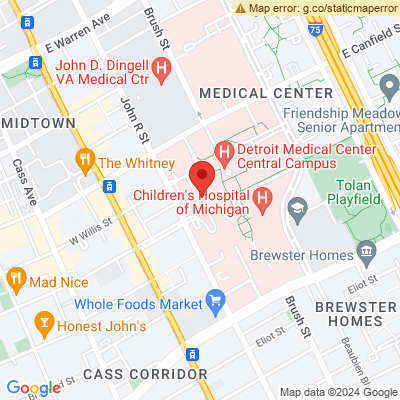 Map error: g.co/staticmaperror
E Warren Ave
Brush St
75
E Canfield S
John D. Dingell
VA Medical Ctr
H
MEDICAL CENTER
John R St
Friendship Meadow
Senior Apartment
MIDTOWN
Detroit Medical Center
Central Campus
H
The Whitney
Cass Ave
Children's Hospital
of Michigan
H
Tolan
Playfield
W Willis St
Brewster Homes
Mad Nice
Whole Foods Market
Brush St
BREWSTER
HOMES
Honest John's
Eliot St
Eliot St
Beaubien Bl
CASS CORRIDOR
Google
Map data ©2024 Google